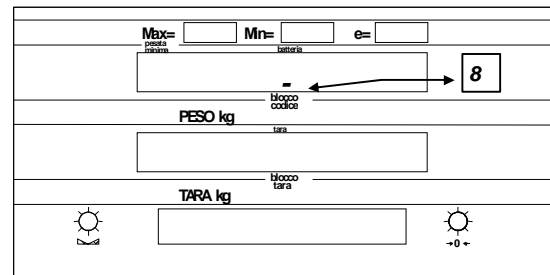 Max= Min= e=
pesata minima batteria
-
8
blocco codice
PESO kg
tara
blocco tara
TARA kg
→0←